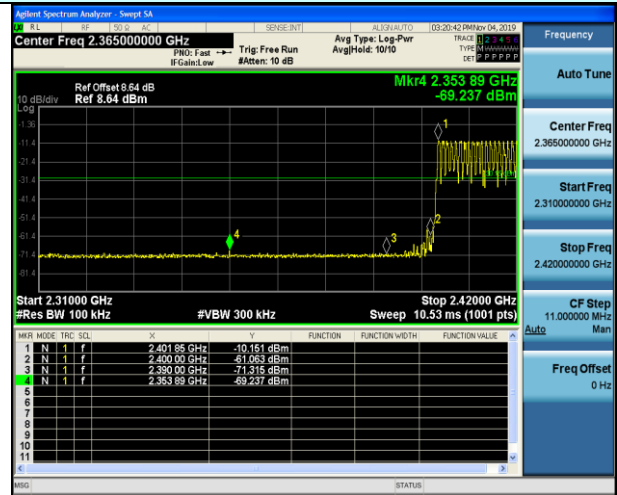 Agilent Spectrum Analyzer - Swept SA
RL RF 50 Ω AC SENSE:INT ALIGN AUTO 03:20:42 PM Nov 04, 2019
Center Freq 2.365000000 GHz
PNO: Fast
IFGain:Low
Trig: Free Run
#Atten: 10 dB
Avg Type: Log-Pwr
Avg|Hold: 10/10
TRACE 1 2 3 4 5 6
TYPE M
DET P P P P P P
Frequency
Auto Tune
Center Freq
2.365000000 GHz
Start Freq
2.310000000 GHz
Stop Freq
2.420000000 GHz
CF Step
11.000000 MHz
Auto Man
Freq Offset
0 Hz
Mkr4 2.353 89 GHz
-69.237 dBm
Ref Offset 8.64 dB
10 dB/div Ref 8.64 dBm
Log
-1.36
-11.4
-21.4
-31.4
-41.4
-51.4
-61.4
-71.4
-81.4
1
2
3
4
Start 2.31000 GHz Stop 2.42000 GHz
#Res BW 100 kHz #VBW 300 kHz Sweep 10.53 ms (1001 pts)
MKR MODE TRC SCL X Y FUNCTION FUNCTION WIDTH FUNCTION VALUE
1 N 1 f 2.401 85 GHz -10.151 dBm
2 N 1 f 2.400 00 GHz -61.063 dBm
3 N 1 f 2.390 00 GHz -71.315 dBm
4 N 1 f 2.353 89 GHz -69.237 dBm
5
6
7
8
9
10
11
MSG STATUS